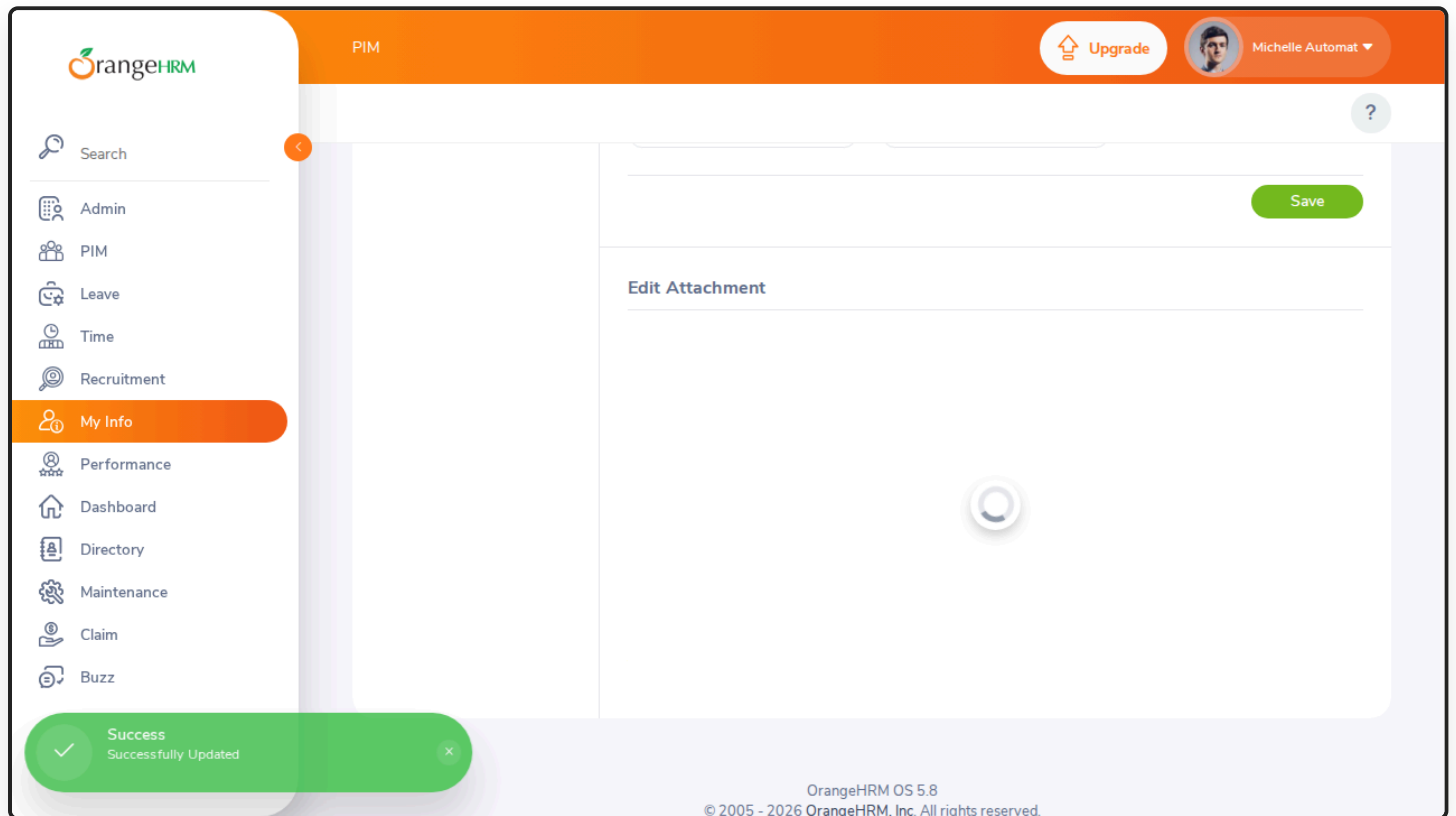 OrangeHRM
PIM
Upgrade
Michelle Automat
?
Search
Admin
PIM
Leave
Time
Recruitment
My Info
Performance
Dashboard
Directory
Maintenance
Claim
Buzz
Save
Edit Attachment
Success
Successfully Updated
OrangeHRM OS 5.8
© 2005 - 2026 OrangeHRM, Inc. All rights reserved.